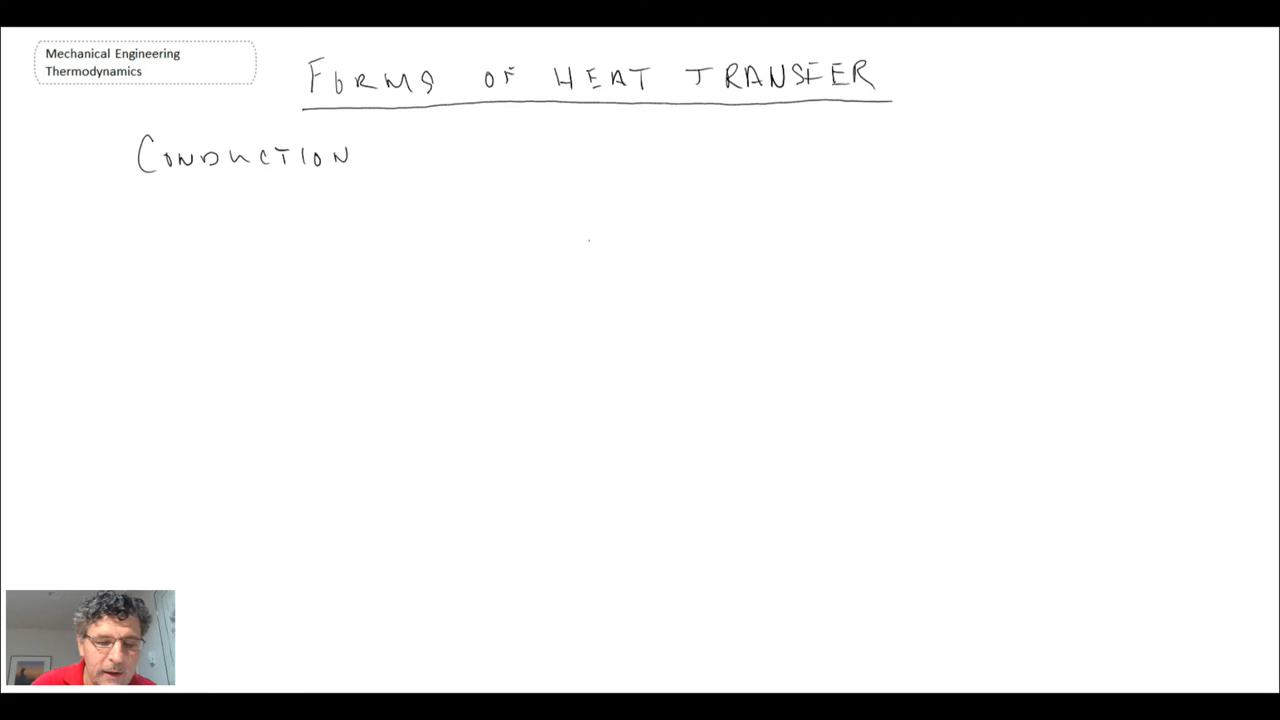 Mechanical Engineering
Thermodynamics
FORMS OF HEAT TRANSFER
CONDUCTION